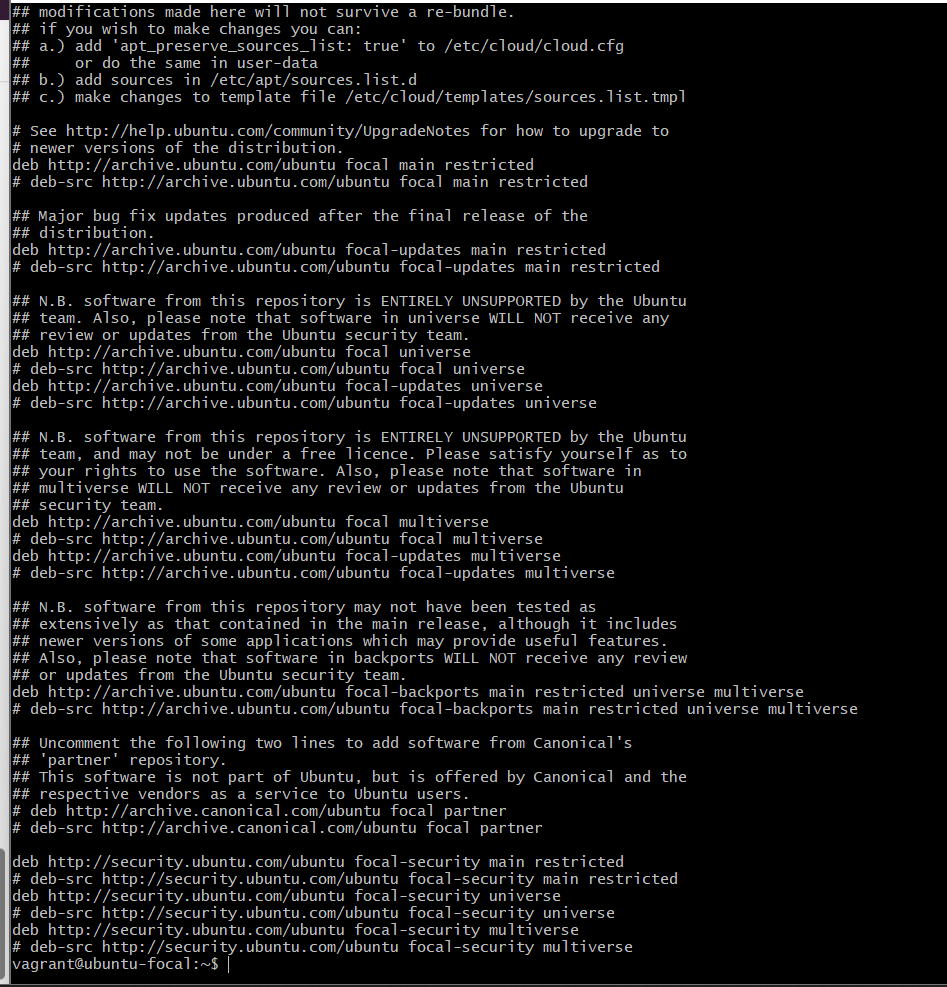 ## modifications made here will not survive a re-bundle.
## if you wish to make changes you can:
## a.) add 'apt_preserve_sources_list: true' to /etc/cloud/cloud.cfg
##     or do the same in user-data
## b.) add sources in /etc/apt/sources.list.d
## c.) make changes to template file /etc/cloud/templates/sources.list.tmpl

# See http://help.ubuntu.com/community/UpgradeNotes for how to upgrade to
# newer versions of the distribution.
deb http://archive.ubuntu.com/ubuntu focal main restricted
# deb-src http://archive.ubuntu.com/ubuntu focal main restricted

## Major bug fix updates produced after the final release of the
## distribution.
deb http://archive.ubuntu.com/ubuntu focal-updates main restricted
# deb-src http://archive.ubuntu.com/ubuntu focal-updates main restricted

## N.B. software from this repository is ENTIRELY UNSUPPORTED by the Ubuntu
## team. Also, please note that software in universe WILL NOT receive any
## review or updates from the Ubuntu security team.
deb http://archive.ubuntu.com/ubuntu focal universe
# deb-src http://archive.ubuntu.com/ubuntu focal universe
deb http://archive.ubuntu.com/ubuntu focal-updates universe
# deb-src http://archive.ubuntu.com/ubuntu focal-updates universe

## N.B. software from this repository is ENTIRELY UNSUPPORTED by the Ubuntu
## team, and may not be under a free licence. Please satisfy yourself as to
## your rights to use the software. Also, please note that software in
## multiverse WILL NOT receive any review or updates from the Ubuntu
## security team.
deb http://archive.ubuntu.com/ubuntu focal multiverse
# deb-src http://archive.ubuntu.com/ubuntu focal multiverse
deb http://archive.ubuntu.com/ubuntu focal-updates multiverse
# deb-src http://archive.ubuntu.com/ubuntu focal-updates multiverse

## N.B. software from this repository may not have been tested as
## extensively as that contained in the main release, although it includes
## newer versions of some applications which may provide useful features.
## Also, please note that software in backports WILL NOT receive any review
## or updates from the Ubuntu security team.
deb http://archive.ubuntu.com/ubuntu focal-backports main restricted universe multiverse
# deb-src http://archive.ubuntu.com/ubuntu focal-backports main restricted universe multiverse

## Uncomment the following two lines to add software from Canonical's
## 'partner' repository.
## This software is not part of Ubuntu, but is offered by Canonical and the
## respective vendors as a service to Ubuntu users.
# deb http://archive.canonical.com/ubuntu focal partner
# deb-src http://archive.canonical.com/ubuntu focal partner

deb http://security.ubuntu.com/ubuntu focal-security main restricted
# deb-src http://security.ubuntu.com/ubuntu focal-security main restricted
deb http://security.ubuntu.com/ubuntu focal-security universe
# deb-src http://security.ubuntu.com/ubuntu focal-security universe
deb http://security.ubuntu.com/ubuntu focal-security multiverse
# deb-src http://security.ubuntu.com/ubuntu focal-security multiverse
vagrant@ubuntu-focal:~$